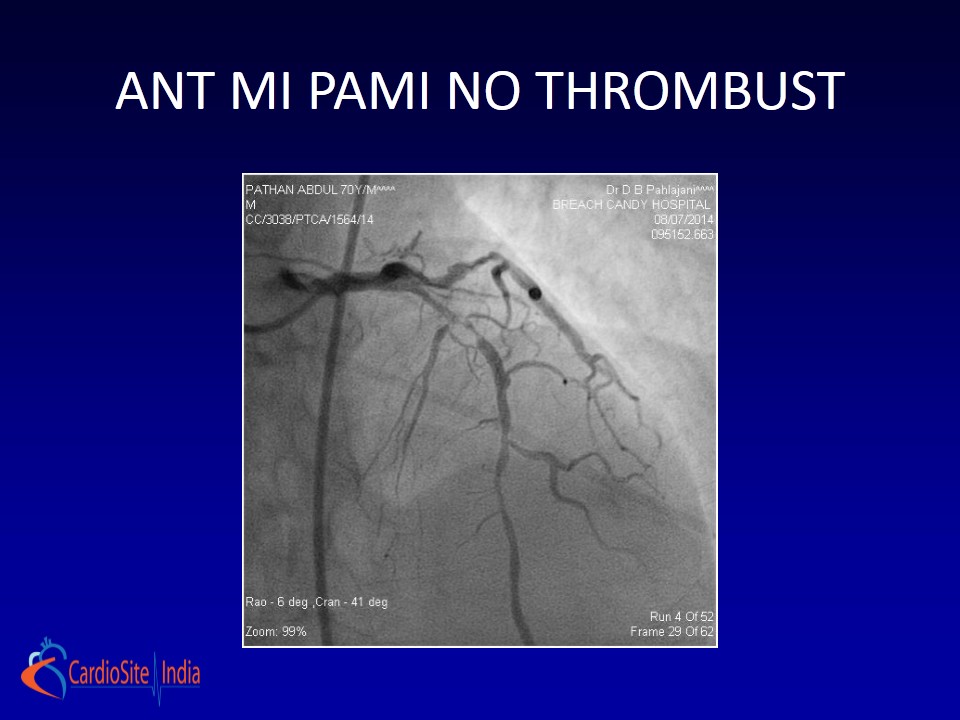 ANT MI PAMI NO THROMBUST
PATHAN ABDUL 70Y/M^^^^
M
CC/3038/PTCA/1564/14
Dr D B Pahlajani^^^^
BREACH CANDY HOSPITAL
08/07/2014
095152.663
Rao - 6 deg ,Cran - 41 deg
Zoom: 99%
Run 4 Of 52
Frame 29 Of 62
CardioSite India